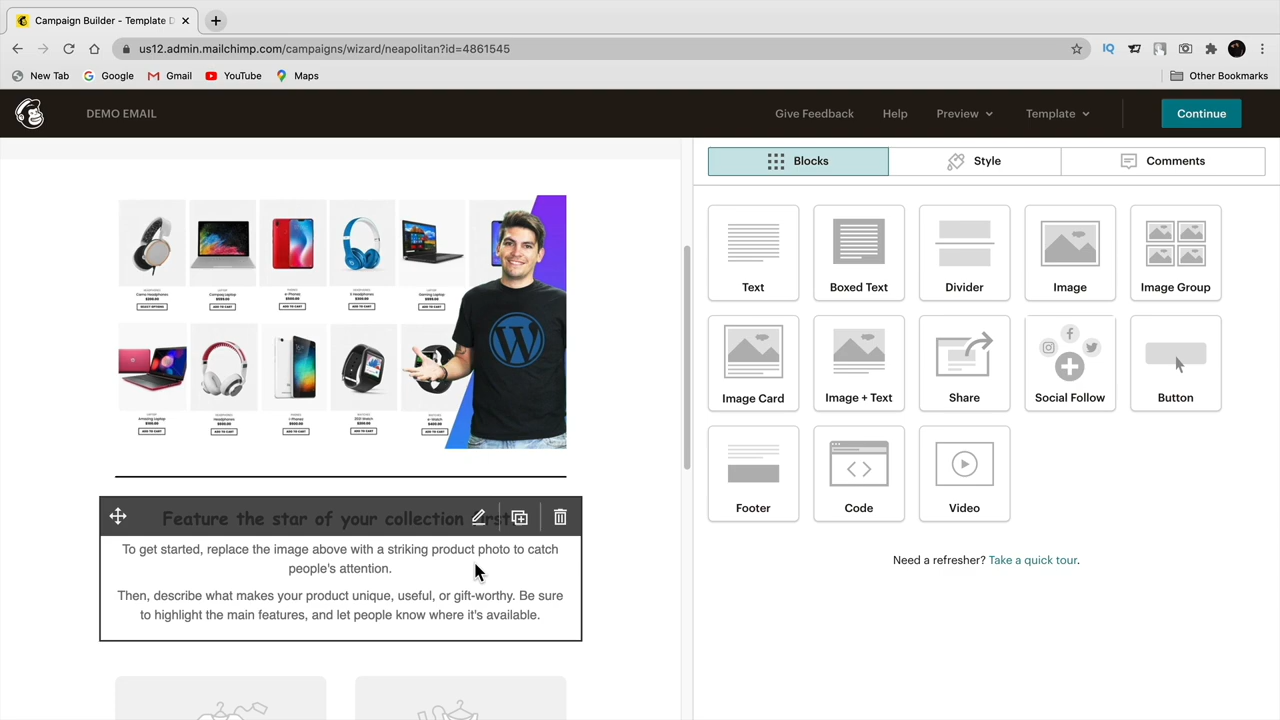 Campaign Builder - Template D
us12.admin.mailchimp.com/campaigns/wizard/neapolitan?id=4861545
New Tab Google Gmail YouTube Maps Other Bookmarks
DEMO EMAIL Give Feedback Help Preview Template Continue
Blocks Style Comments
Text Boxed Text Divider Image Image Group
Image Card Image + Text Share Social Follow Button
Footer Code Video
Need a refresher? Take a quick tour.
Feature the star of your collection first
To get started, replace the image above with a striking product photo to catch
people's attention.
Then, describe what makes your product unique, useful, or gift-worthy. Be sure
to highlight the main features, and let people know where it's available.